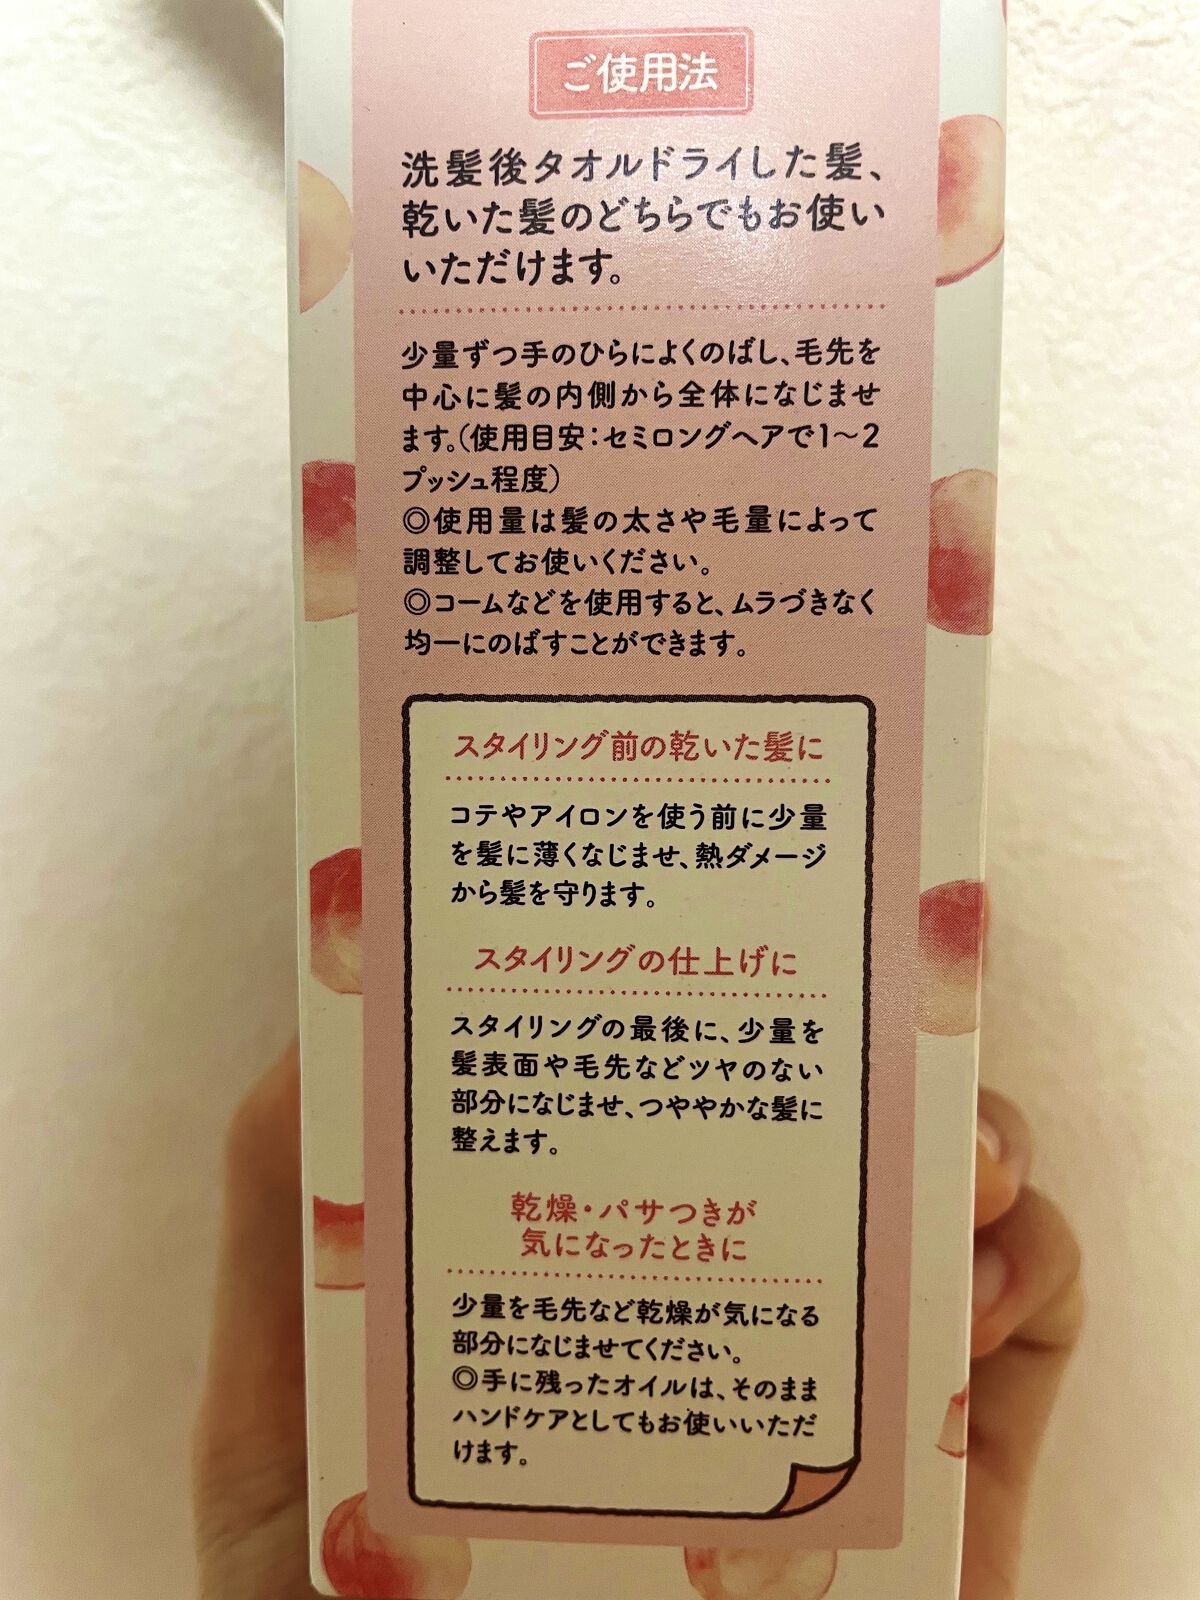 ご使用法
洗髪後タオルドライした髪、
乾いた髪のどちらでもお使い
いただけます。
少量ずつ手のひらによくのばし、毛先を
中心に髪の内側から全体になじませ
ます。(使用目安：セミロングヘアで1〜2
プッシュ程度)
◎使用量は髪の太さや毛量によって
調整してお使いください。
◎コームなどを使用すると、ムラづきなく
均一にのばすことができます。
スタイリング前の乾いた髪に
コテやアイロンを使う前に少量
を髪に薄くなじませ、熱ダメージ
から髪を守ります。
スタイリングの仕上げに
スタイリングの最後に、少量を
髪表面や毛先などツヤのない
部分になじませ、つややかな髪に
整えます。
乾燥・パサつきが
気になったときに
少量を毛先など乾燥が気になる
部分になじませてください。
◎手に残ったオイルは、そのまま
ハンドケアとしてもお使いいただ
けます。